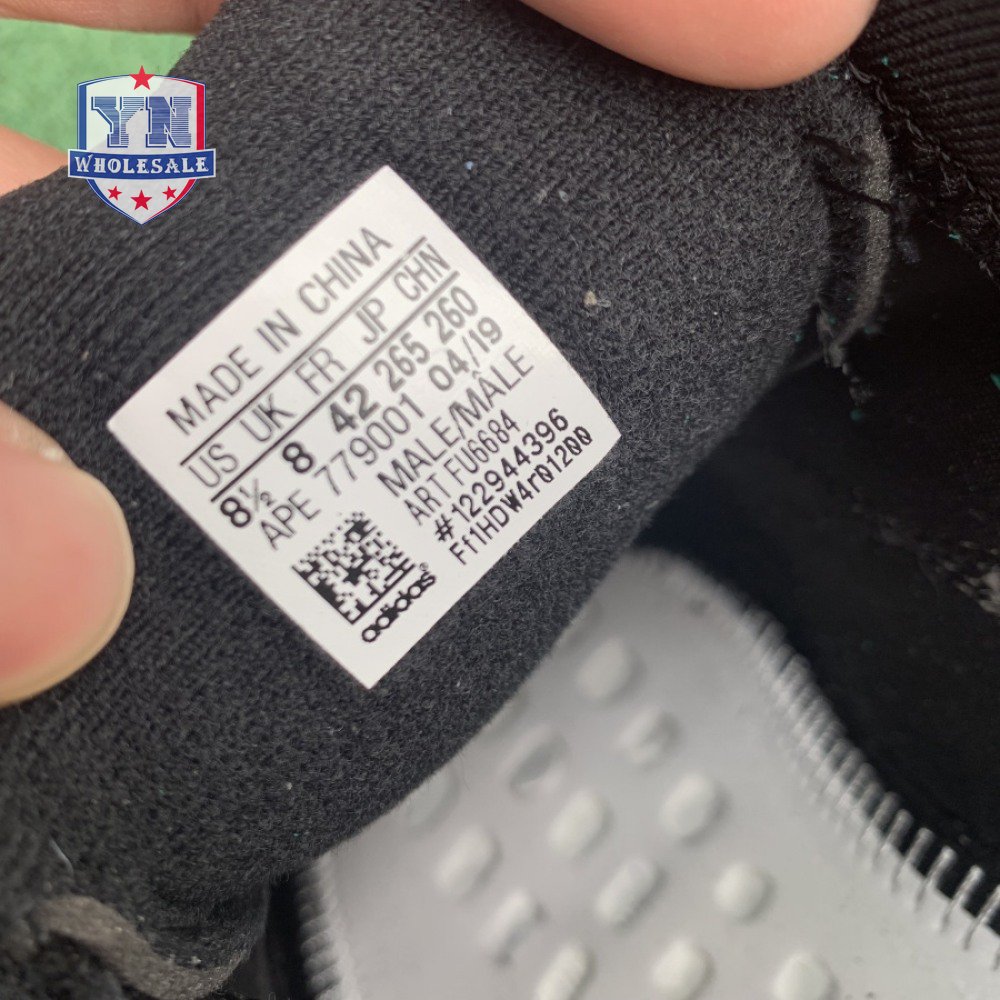 YN
WHOLESALE
MADE IN CHINA
US UK FR JP CHN
8½ 8 42 265 260
APE 779001 04/19
MALE/MÂLE
ART FU6684
#122944396
Ff1HDW4r01200
adidas®